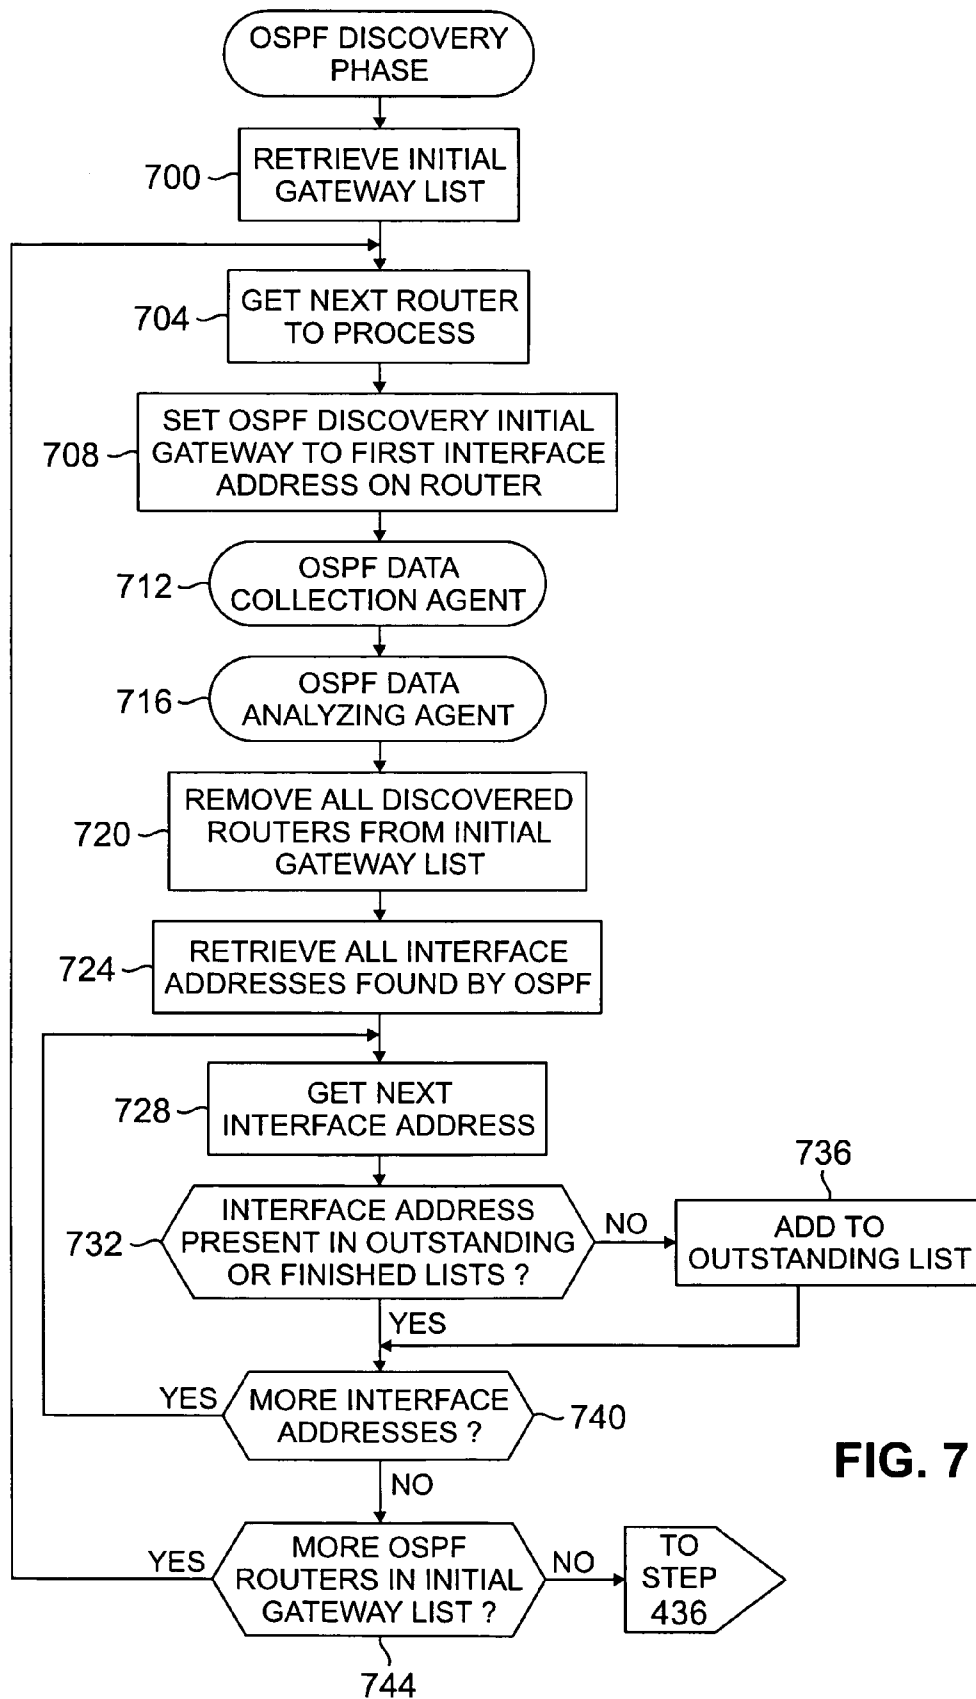 OSPF DISCOVERY
PHASE
700
RETRIEVE INITIAL
GATEWAY LIST
704
GET NEXT ROUTER
TO PROCESS
708
SET OSPF DISCOVERY INITIAL
GATEWAY TO FIRST INTERFACE
ADDRESS ON ROUTER
712
OSPF DATA
COLLECTION AGENT
716
OSPF DATA
ANALYZING AGENT
720
REMOVE ALL DISCOVERED
ROUTERS FROM INITIAL
GATEWAY LIST
724
RETRIEVE ALL INTERFACE
ADDRESSES FOUND BY OSPF
728
GET NEXT
INTERFACE ADDRESS
732
INTERFACE ADDRESS
PRESENT IN OUTSTANDING
OR FINISHED LISTS ?
NO
736
ADD TO
OUTSTANDING LIST
YES
YES
MORE INTERFACE
ADDRESSES ?
740
NO
FIG. 7
YES
MORE OSPF
ROUTERS IN INITIAL
GATEWAY LIST ?
744
NO
TO
STEP
436